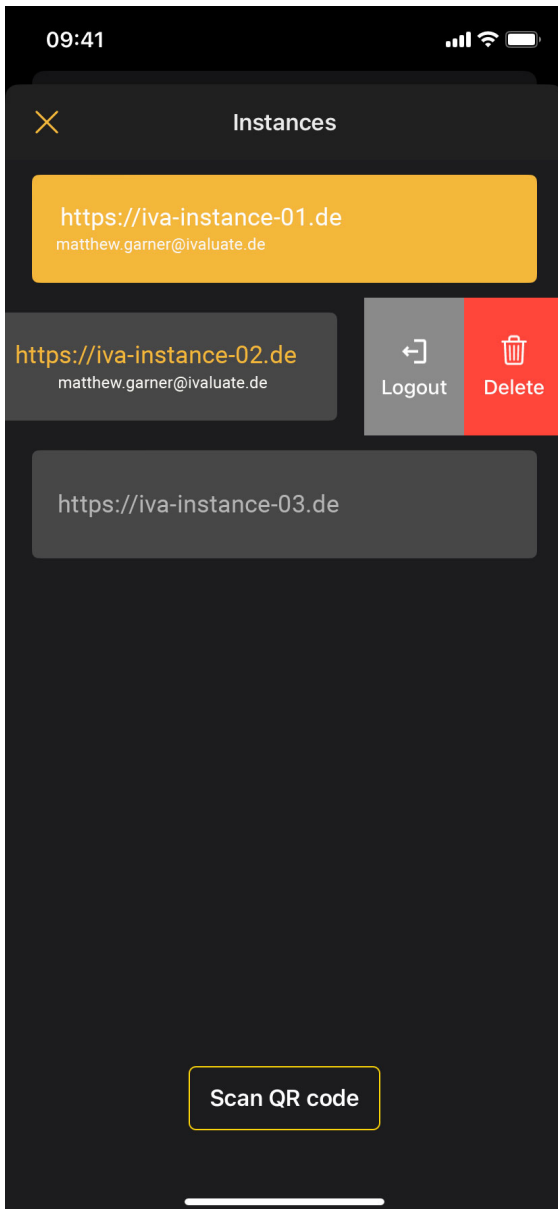 09:41
Instances
https://iva-instance-01.de
matthew.garner@ivaluate.de
https://iva-instance-02.de
matthew.garner@ivaluate.de
Logout
Delete
https://iva-instance-03.de
Scan QR code